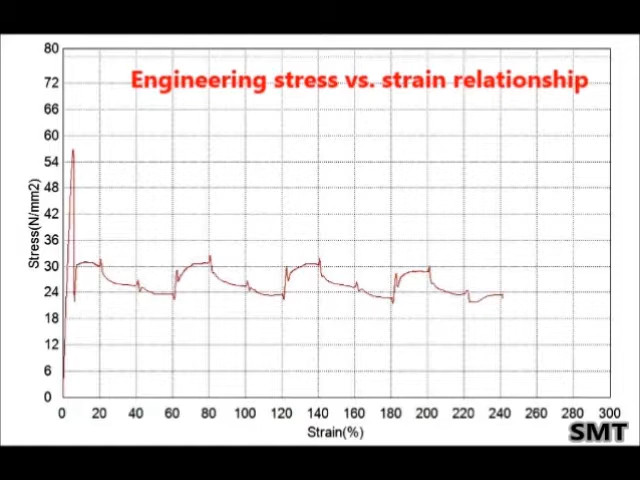 Engineering stress vs. strain relationship
80
72
66
60
54
48
42
36
30
24
18
12
6
0
Stress(N/mm2)
0 20 40 60 80 100 120 140 160 180 200 220 240 260 280 300
Strain(%)
SMT